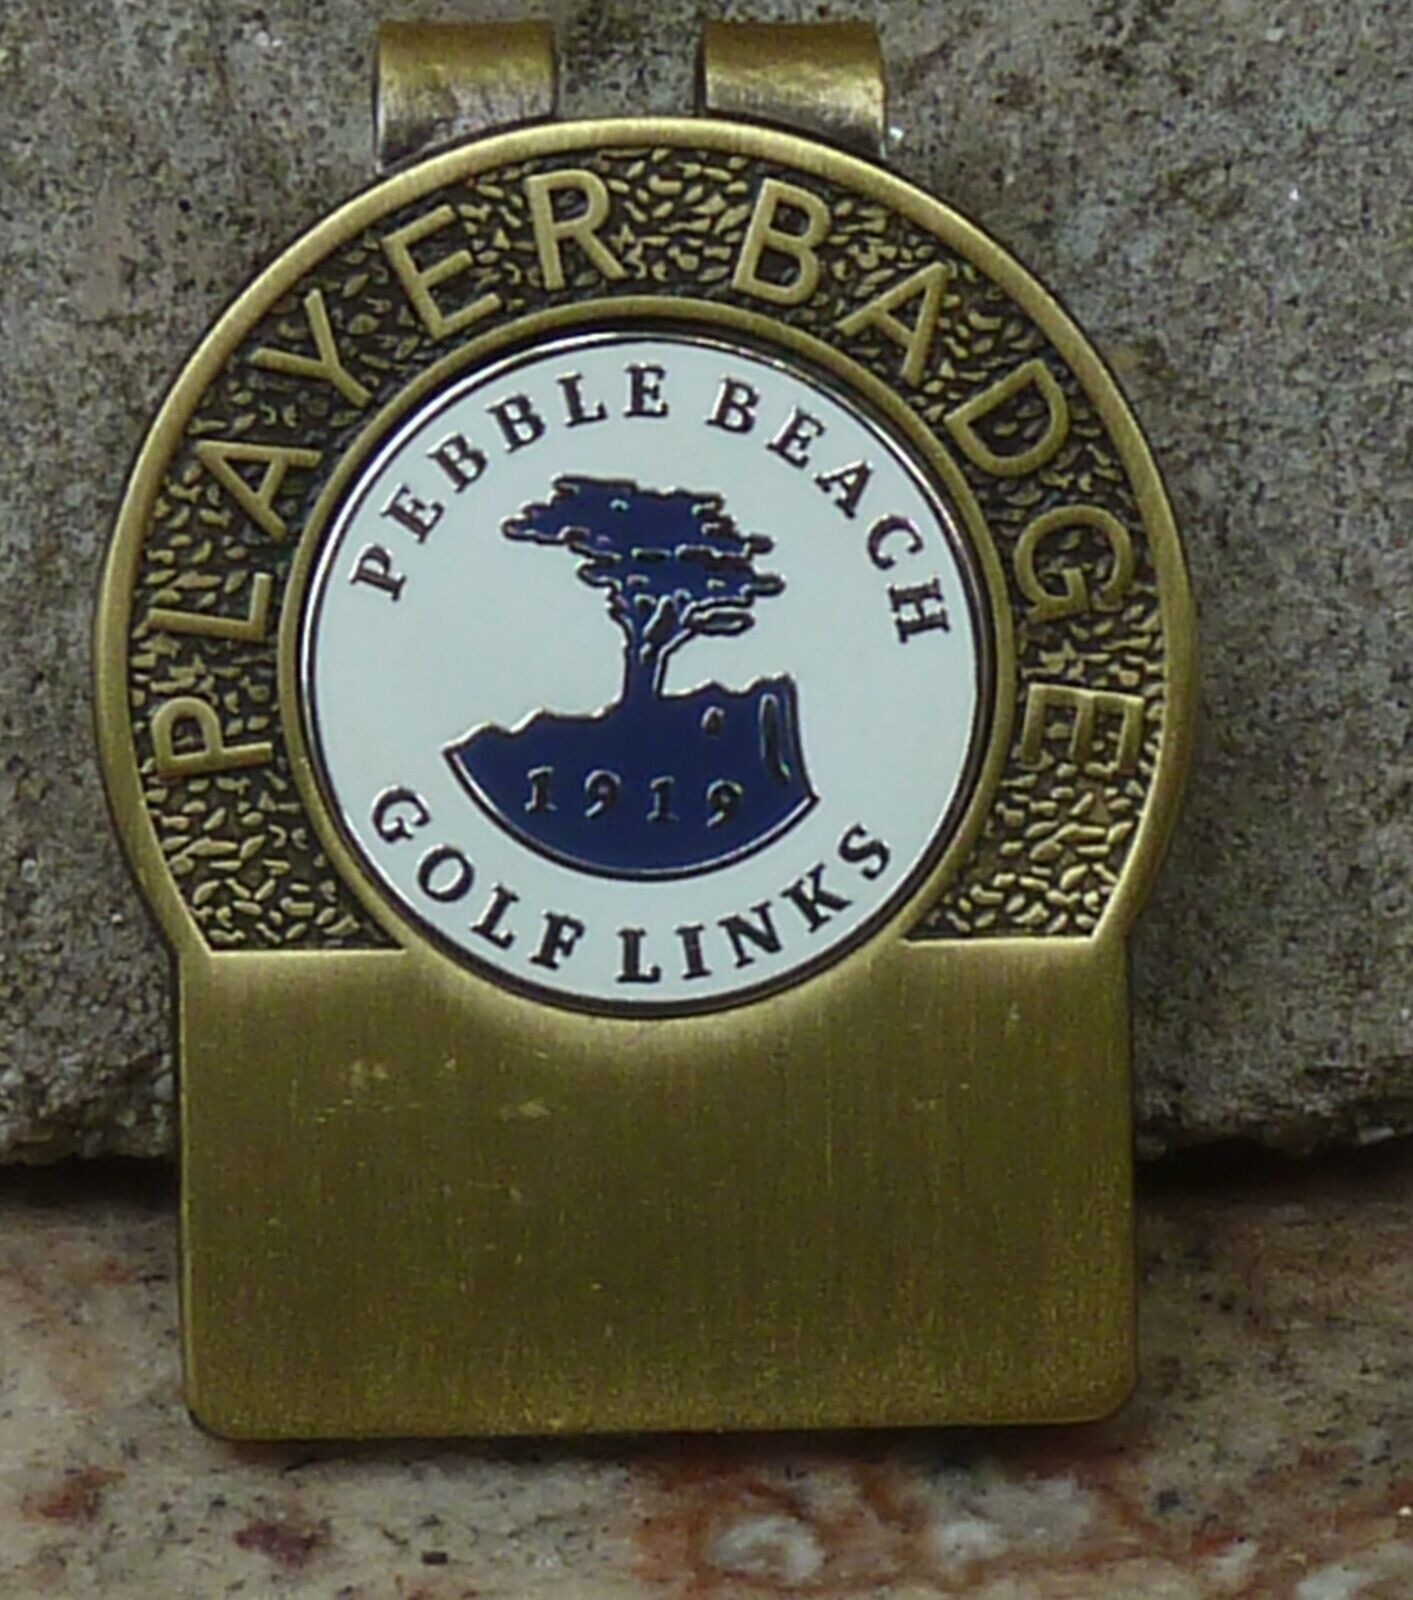 PLAYER BADGE
PEBBLE BEACH
1919
GOLF LINKS